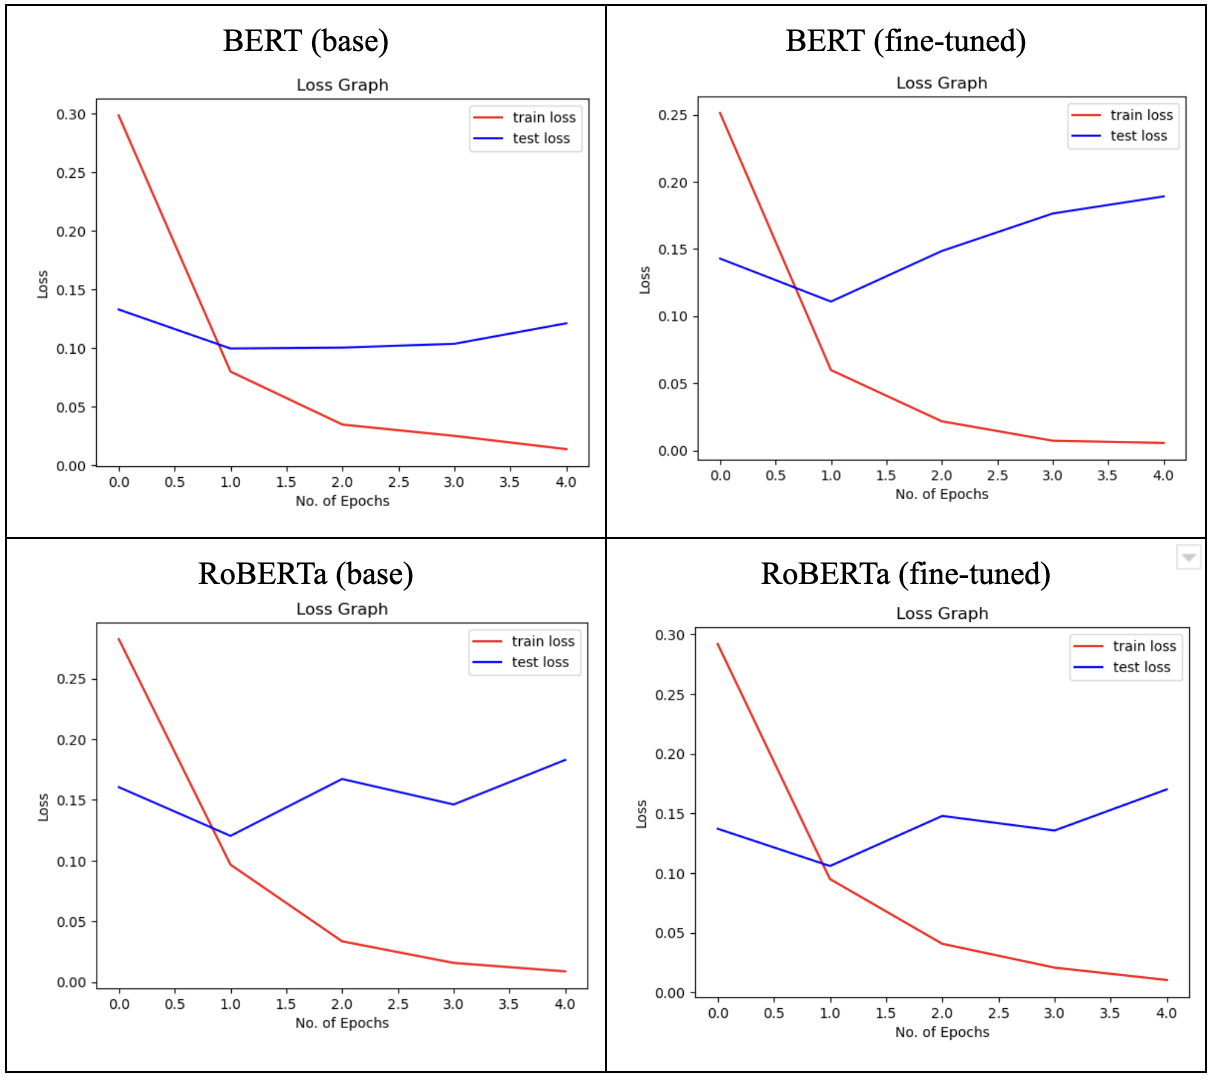 BERT (base)
Loss Graph
train loss
test loss
0.30
0.25
0.20
0.15
0.10
0.05
0.00
Loss
0.0 0.5 1.0 1.5 2.0 2.5 3.0 3.5 4.0
No. of Epochs
BERT (fine-tuned)
Loss Graph
train loss
test loss
0.25
0.20
0.15
0.10
0.05
0.00
Loss
0.0 0.5 1.0 1.5 2.0 2.5 3.0 3.5 4.0
No. of Epochs
RoBERTa (base)
Loss Graph
train loss
test loss
0.25
0.20
0.15
0.10
0.05
0.00
Loss
0.0 0.5 1.0 1.5 2.0 2.5 3.0 3.5 4.0
No. of Epochs
RoBERTa (fine-tuned)
Loss Graph
train loss
test loss
0.30
0.25
0.20
0.15
0.10
0.05
0.00
Loss
0.0 0.5 1.0 1.5 2.0 2.5 3.0 3.5 4.0
No. of Epochs